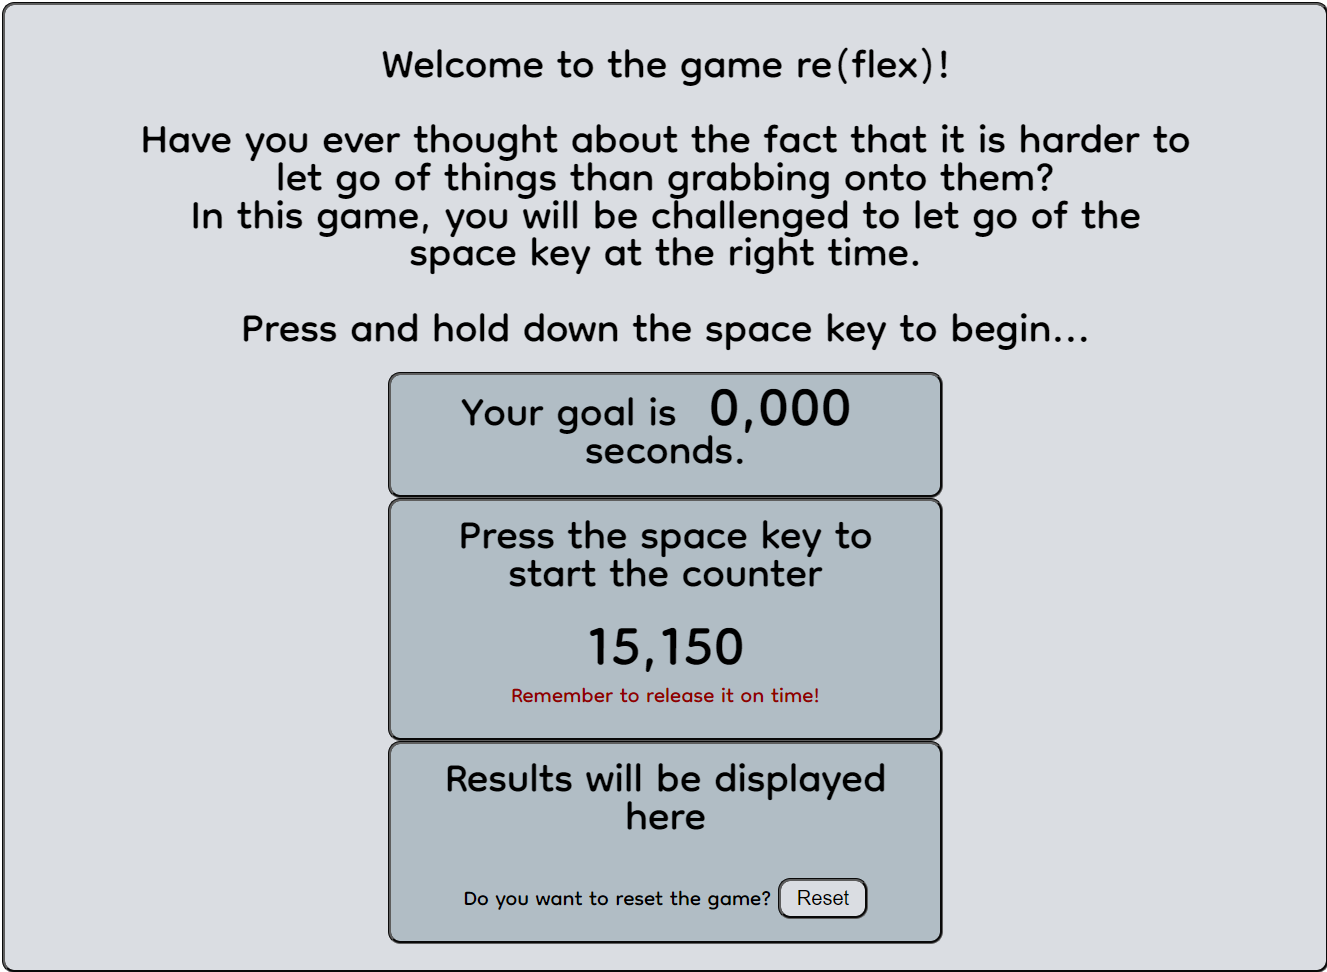 Welcome to the game re(flex)!
Have you ever thought about the fact that it is harder to
let go of things than grabbing onto them?
In this game, you will be challenged to let go of the
space key at the right time.
Press and hold down the space key to begin...
Your goal is 0,000
seconds.
Press the space key to
start the counter
15,150
Remember to release it on time!
Results will be displayed
here
Do you want to reset the game? Reset